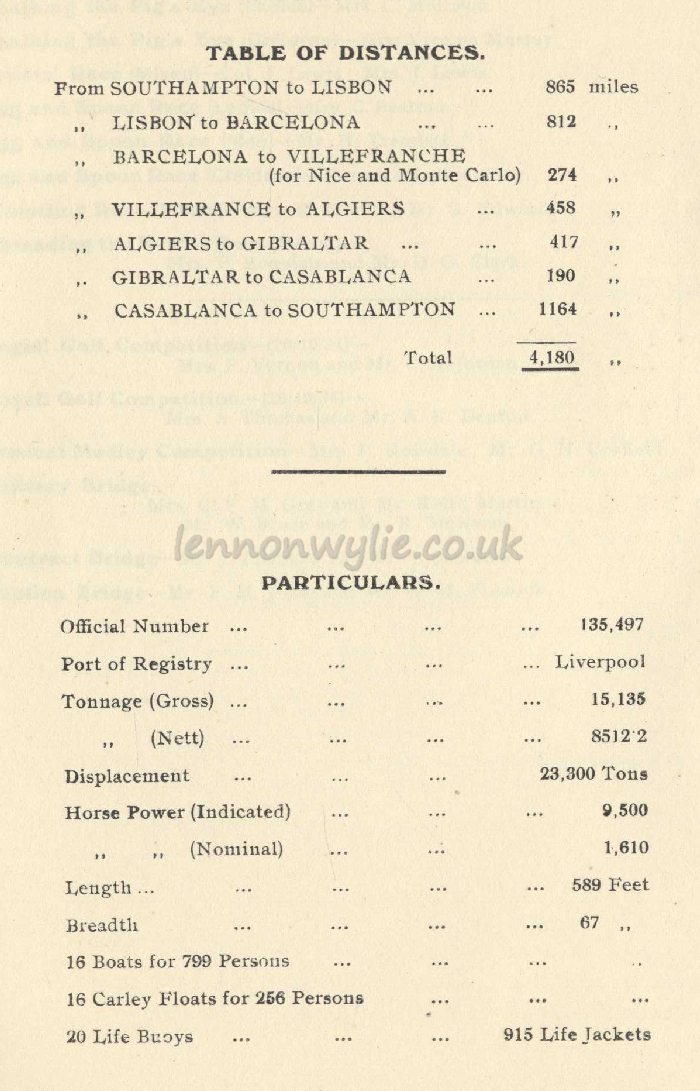 TABLE OF DISTANCES.
From SOUTHAMPTON to LISBON ... ... 865 miles
„ LISBON to BARCELONA ... ... 812 „
„ BARCELONA to VILLEFRANCHE
(for Nice and Monte Carlo) 274 „
„ VILLEFRANCE to ALGIERS ... 458 „
„ ALGIERS to GIBRALTAR ... ... 417 „
„ GIBRALTAR to CASABLANCA ... 190 „
„ CASABLANCA to SOUTHAMPTON ... 1164 „
Total 4,180 „
lennonwylie.co.uk
PARTICULARS.
Official Number ... ... ... ... 135,497
Port of Registry ... ... ... ... Liverpool
Tonnage (Gross) ... ... ... ... 15,135
„ (Nett) ... ... ... ... 8512·2
Displacement ... ... ... 23,300 Tons
Horse Power (Indicated) ... ... ... 9,500
„ „ (Nominal) ... ... 1,610
Length ... ... ... ... ... 589 Feet
Breadth ... ... ... ... 67 „
16 Boats for 799 Persons ... ... ... ..
16 Carley Floats for 256 Persons ... ... ...
20 Life Buoys ... ... ... 915 Life Jackets